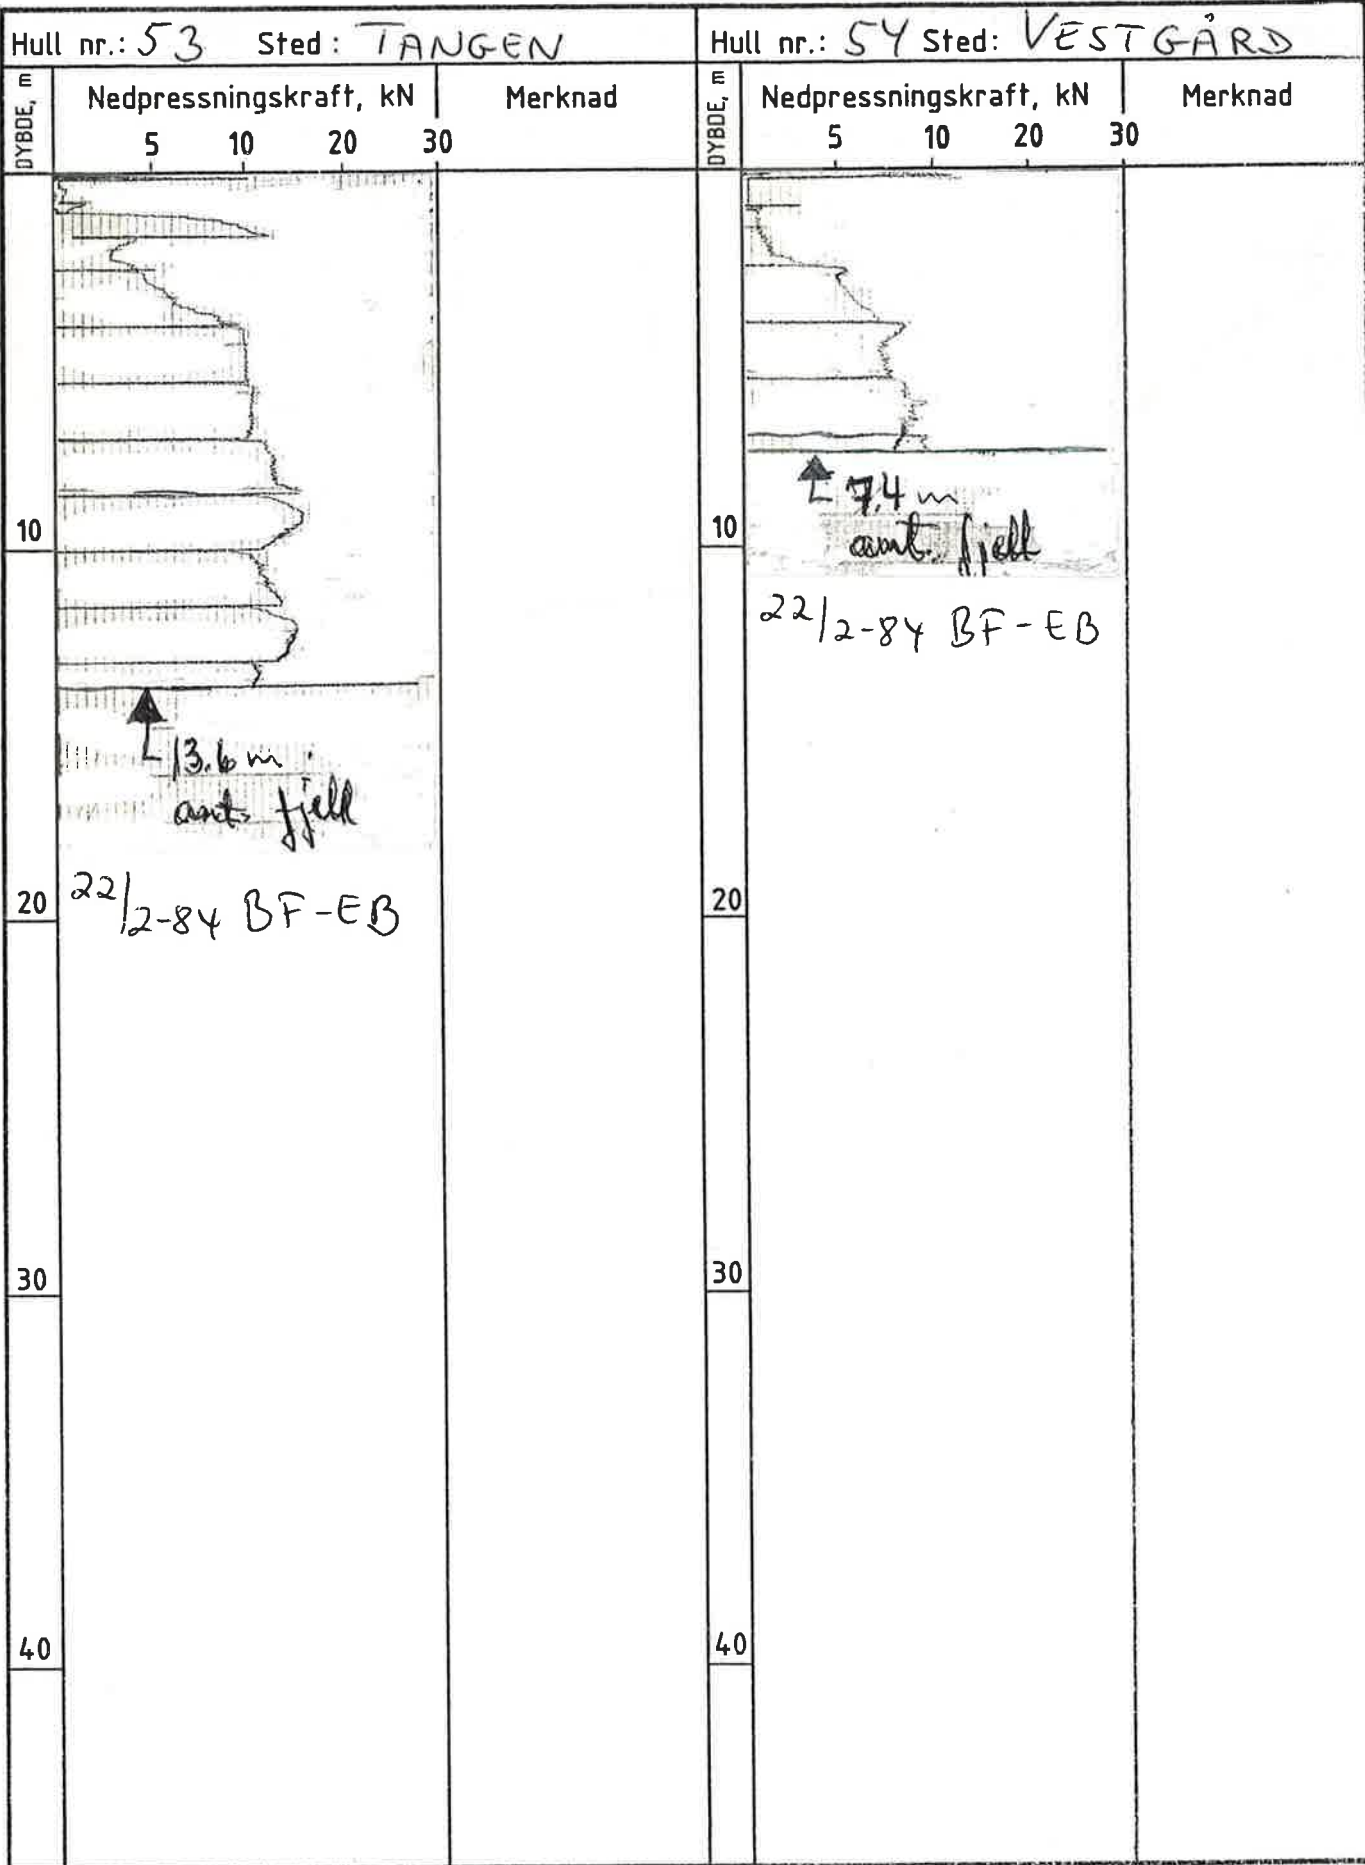 Hull nr.: 53 Sted: TANGEN
DYBDE, m
Nedpressningskraft, kN
Merknad
5 10 20 30
10
13.6 m
ant. fjell
20
22/2-84 BF-EB
30
40
Hull nr.: 54 Sted: VESTGÅRD
DYBDE, m
Nedpressningskraft, kN
Merknad
5 10 20 30
7,4 m
10
ant. fjell
22/2-84 BF-EB
20
30
40